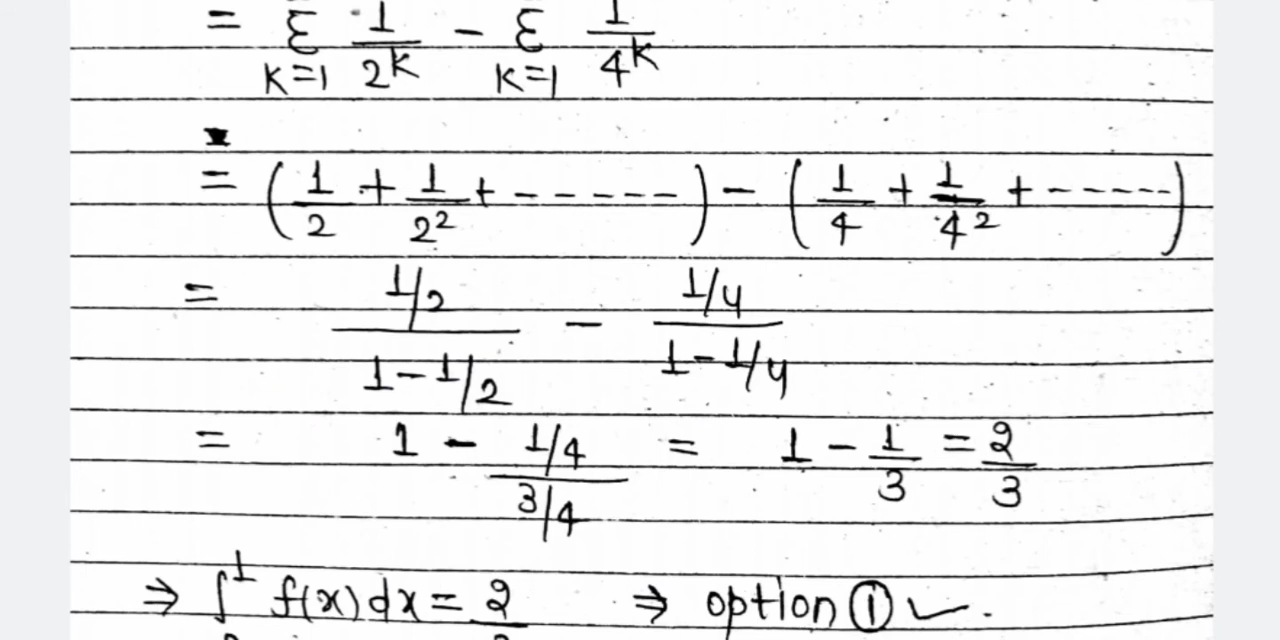 = Σ 1/2^k - Σ 1/4^k
k=1 k=1
= (1/2 + 1/2² + ------) - (1/4 + 1/4² + ------)
= (1/2)/(1-1/2) - (1/4)/(1-1/4)
= 1 - (1/4)/(3/4) = 1 - 1/3 = 2/3
⇒ ∫¹ f(x)dx = 2 ⇒ option ① ✓.